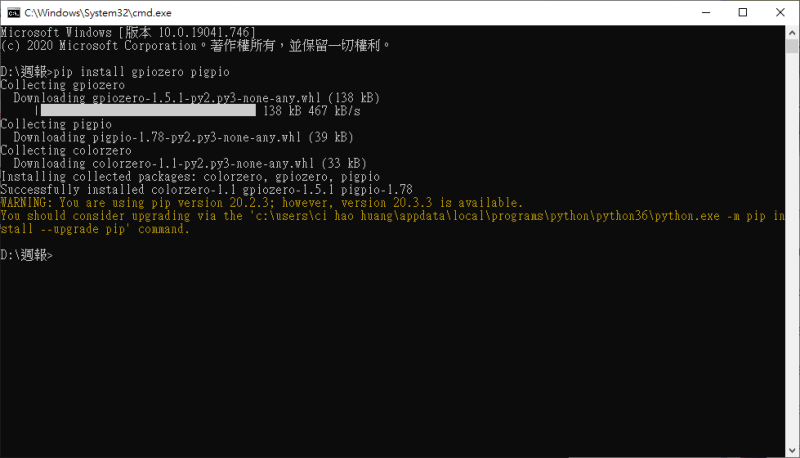 C:\Windows\System32\cmd.exe
Microsoft Windows [版本 10.0.19041.746]
(c) 2020 Microsoft Corporation。著作權所有，並保留一切權利。
D:\週報>pip install gpiozero pigpio
Collecting gpiozero
  Downloading gpiozero-1.5.1-py2.py3-none-any.whl (138 kB)
     |████████████████████████████████| 138 kB 467 kB/s
Collecting pigpio
  Downloading pigpio-1.78-py2.py3-none-any.whl (39 kB)
Collecting colorzero
  Downloading colorzero-1.1-py2.py3-none-any.whl (33 kB)
Installing collected packages: colorzero, gpiozero, pigpio
Successfully installed colorzero-1.1 gpiozero-1.5.1 pigpio-1.78
WARNING: You are using pip version 20.2.3; however, version 20.3.3 is available.
You should consider upgrading via the 'c:\users\ci hao huang\appdata\local\programs\python\python36\python.exe -m pip in
stall --upgrade pip' command.
D:\週報>